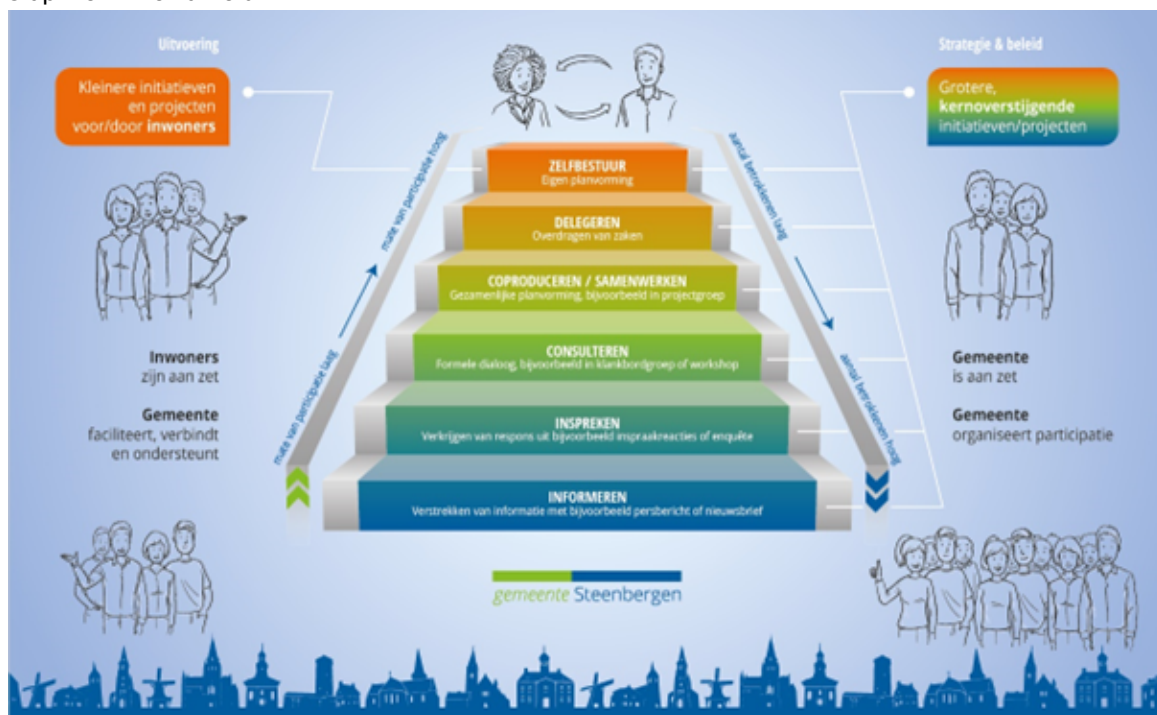 Uitvoering
Kleinere initiatieven
en projecten
voor/door inwoners
Inwoners
zijn aan zet
Gemeente
faciliteert, verbindt
en ondersteunt
mate van participatie hoog
mate van participatie laag
ZELFBESTUUR
Eigen planvorming
DELEGEREN
Overdragen van zaken
COPRODUCEREN / SAMENWERKEN
Gezamenlijke planvorming, bijvoorbeeld in projectgroep
CONSULTEREN
Formele dialoog, bijvoorbeeld in klankbordgroep of workshop
INSPREKEN
Verkrijgen van respons uit bijvoorbeeld inspraakreacties of enquête
INFORMEREN
Verstrekken van informatie met bijvoorbeeld persbericht of nieuwsbrief
aantal betrokkenen laag
aantal betrokkenen hoog
Strategie & beleid
Grotere,
kernoverstijgende
initiatieven/projecten
Gemeente
is aan zet
Gemeente
organiseert participatie
gemeente Steenbergen